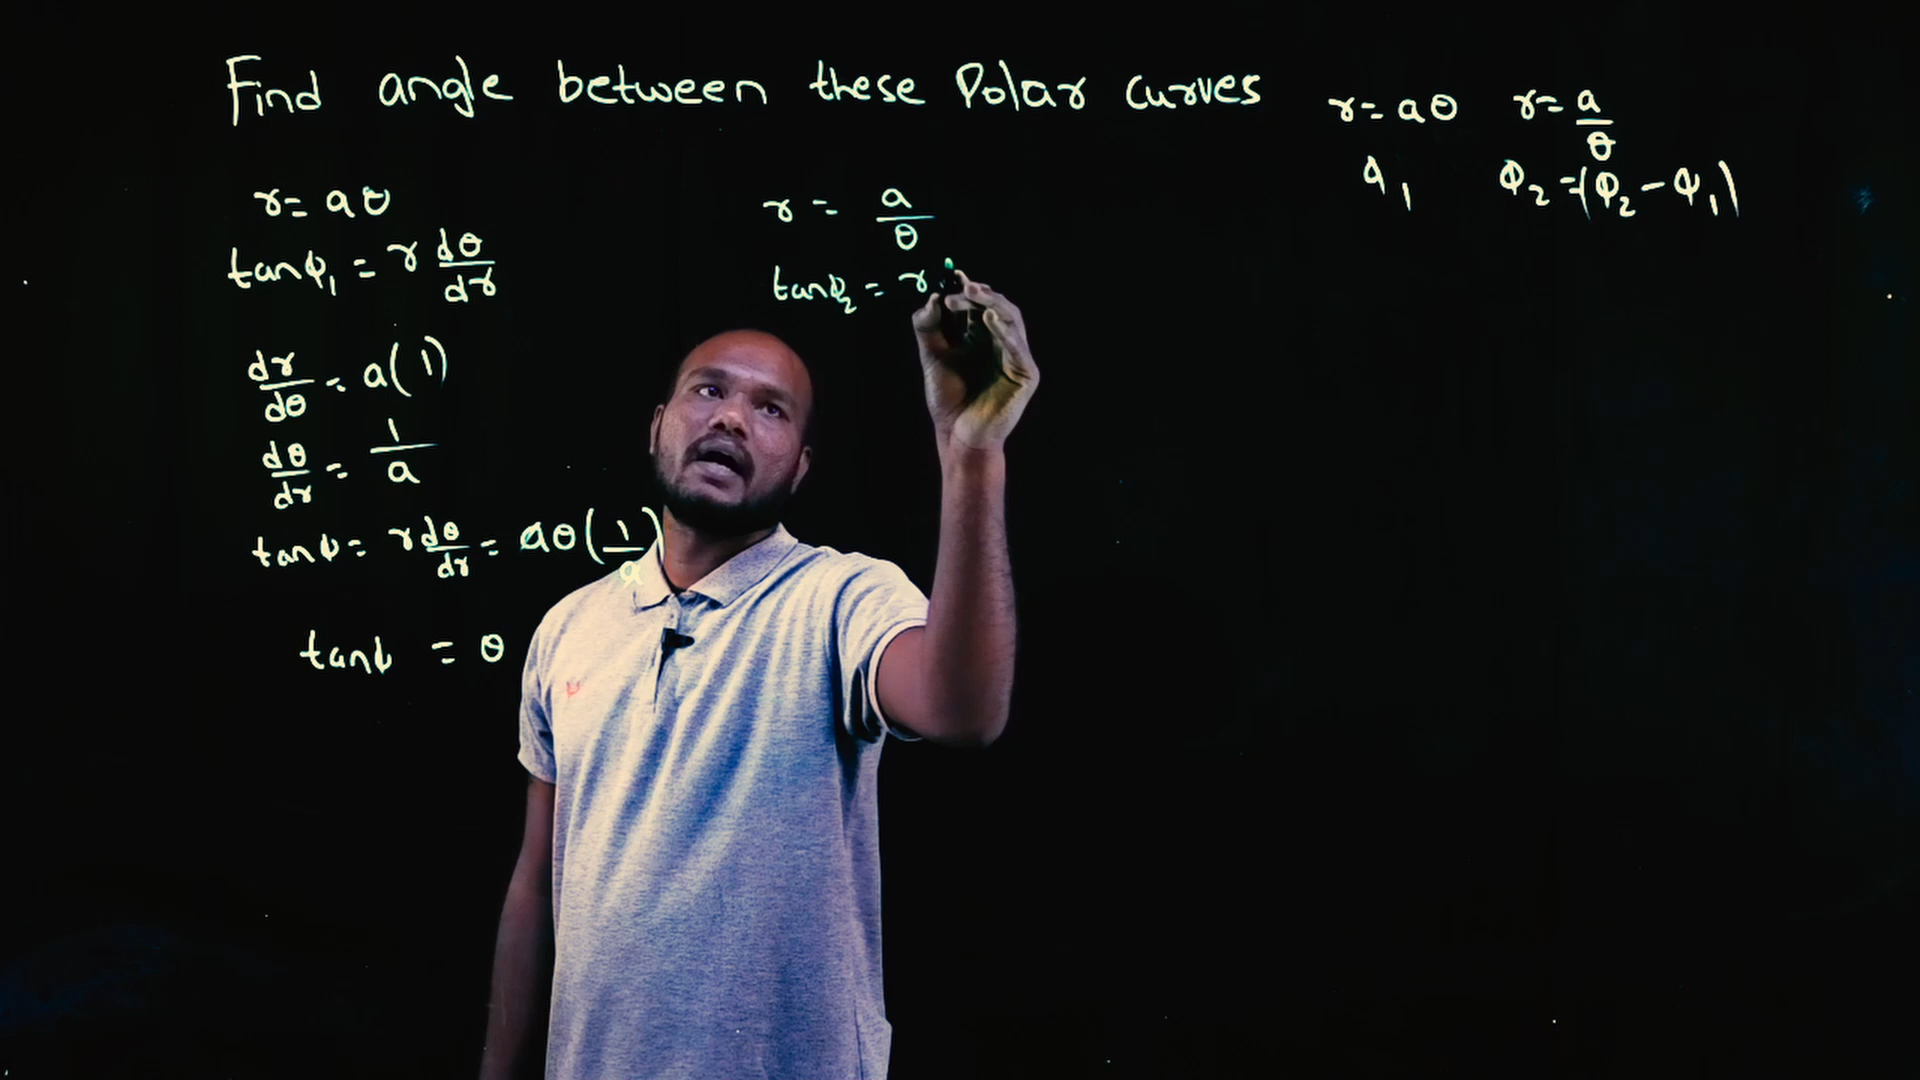 Find angle between these Polar curves r = aθ r = a/θ
φ1 φ2 = |φ2 - φ1|
r = aθ
tanφ1 = r dθ/dr
dr/dθ = a(1)
dθ/dr = 1/a
tanφ = r dθ/dr = aθ(1/a)
tanφ = θ
r = a/θ
tanφ2 = r